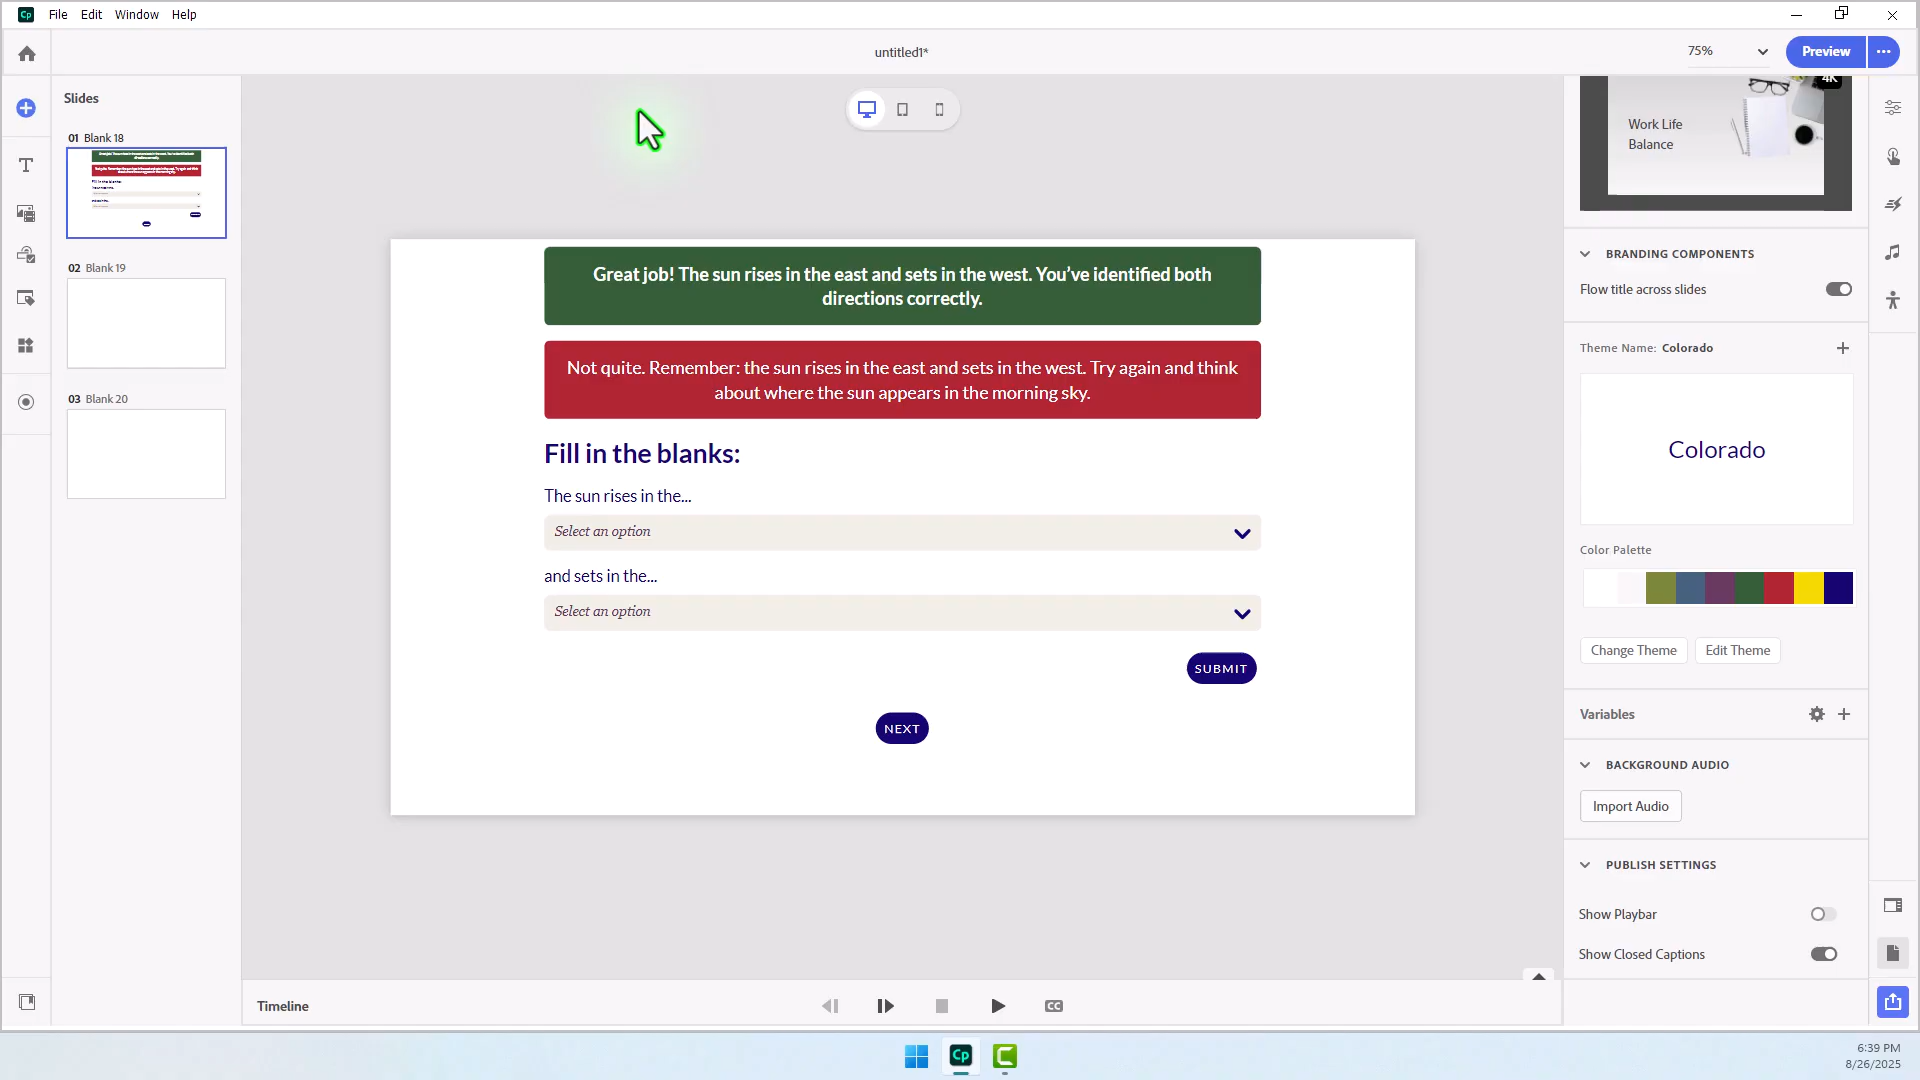 Cp File Edit Window Help
untitled1*
75%
Preview
Slides
01 Blank 18
02 Blank 19
03 Blank 20
Great job! The sun rises in the east and sets in the west. You’ve identified both
directions correctly.
Not quite. Remember: the sun rises in the east and sets in the west. Try again and think
about where the sun appears in the morning sky.
Fill in the blanks:
The sun rises in the...
Select an option
and sets in the...
Select an option
SUBMIT
NEXT
4K
Work Life
Balance
BRANDING COMPONENTS
Flow title across slides
Theme Name: Colorado
Colorado
Color Palette
Change Theme
Edit Theme
Variables
BACKGROUND AUDIO
Import Audio
PUBLISH SETTINGS
Show Playbar
Show Closed Captions
Timeline
CC
Cp
6:39 PM
8/26/2025